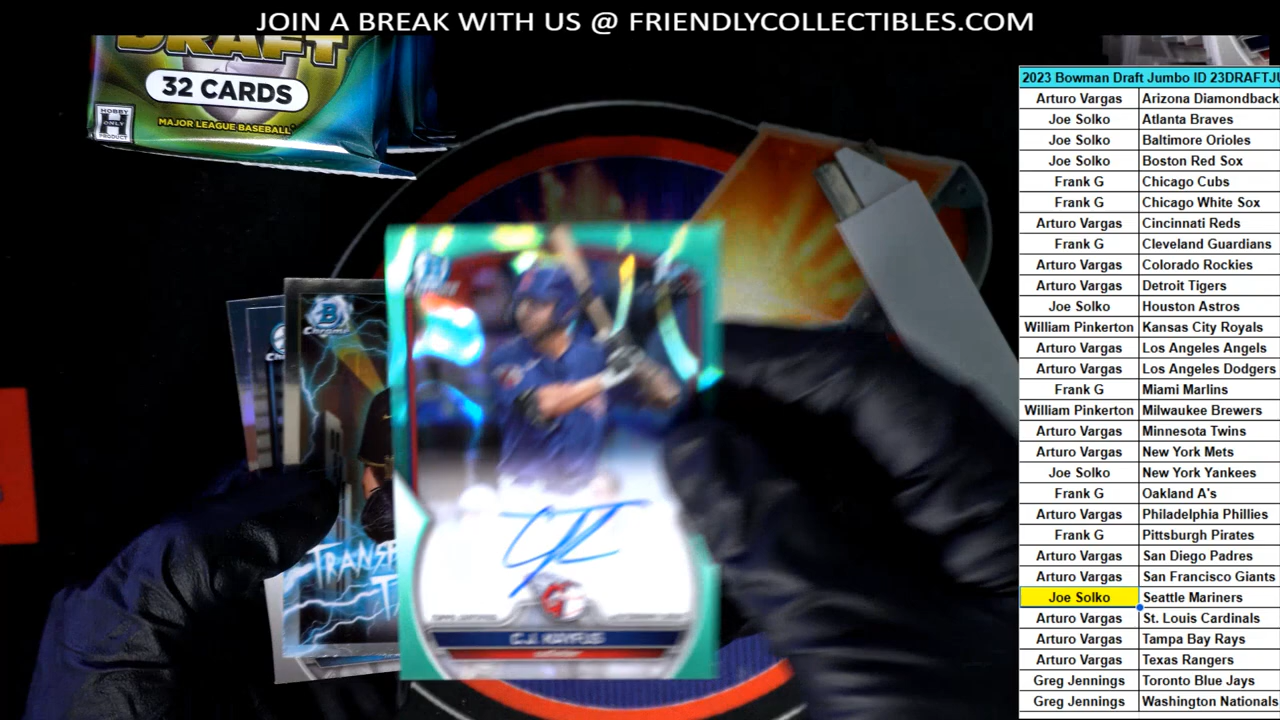 JOIN A BREAK WITH US @ FRIENDLYCOLLECTIBLES.COM
DRAFT
32 CARDS
HOBBY
H
ONLY
PRODUCT
MAJOR LEAGUE BASEBALL
B
Chrome
C.J. KAYFUS
2023 Bowman Draft Jumbo ID 23DRAFTJU
Arturo Vargas Arizona Diamondback
Joe Solko Atlanta Braves
Joe Solko Baltimore Orioles
Joe Solko Boston Red Sox
Frank G Chicago Cubs
Frank G Chicago White Sox
Arturo Vargas Cincinnati Reds
Frank G Cleveland Guardians
Arturo Vargas Colorado Rockies
Arturo Vargas Detroit Tigers
Joe Solko Houston Astros
William Pinkerton Kansas City Royals
Arturo Vargas Los Angeles Angels
Arturo Vargas Los Angeles Dodgers
Frank G Miami Marlins
William Pinkerton Milwaukee Brewers
Arturo Vargas Minnesota Twins
Arturo Vargas New York Mets
Joe Solko New York Yankees
Frank G Oakland A's
Arturo Vargas Philadelphia Phillies
Frank G Pittsburgh Pirates
Arturo Vargas San Diego Padres
Arturo Vargas San Francisco Giants
Joe Solko Seattle Mariners
Arturo Vargas St. Louis Cardinals
Arturo Vargas Tampa Bay Rays
Arturo Vargas Texas Rangers
Greg Jennings Toronto Blue Jays
Greg Jennings Washington Nationals